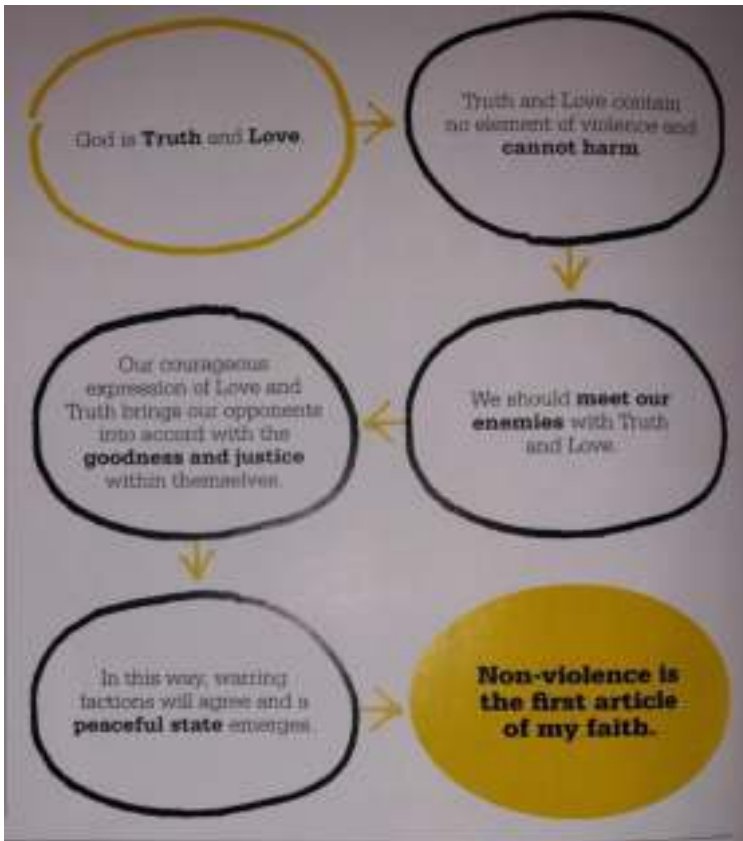 God is Truth and Love.
Truth and Love contain
no element of violence and
cannot harm
We should meet our
enemies with Truth
and Love.
Our courageous
expression of Love and
Truth brings our opponents
into accord with the
goodness and justice
within themselves.
In this way, warring
factions will agree and a
peaceful state emerges.
Non-violence is
the first article
of my faith.